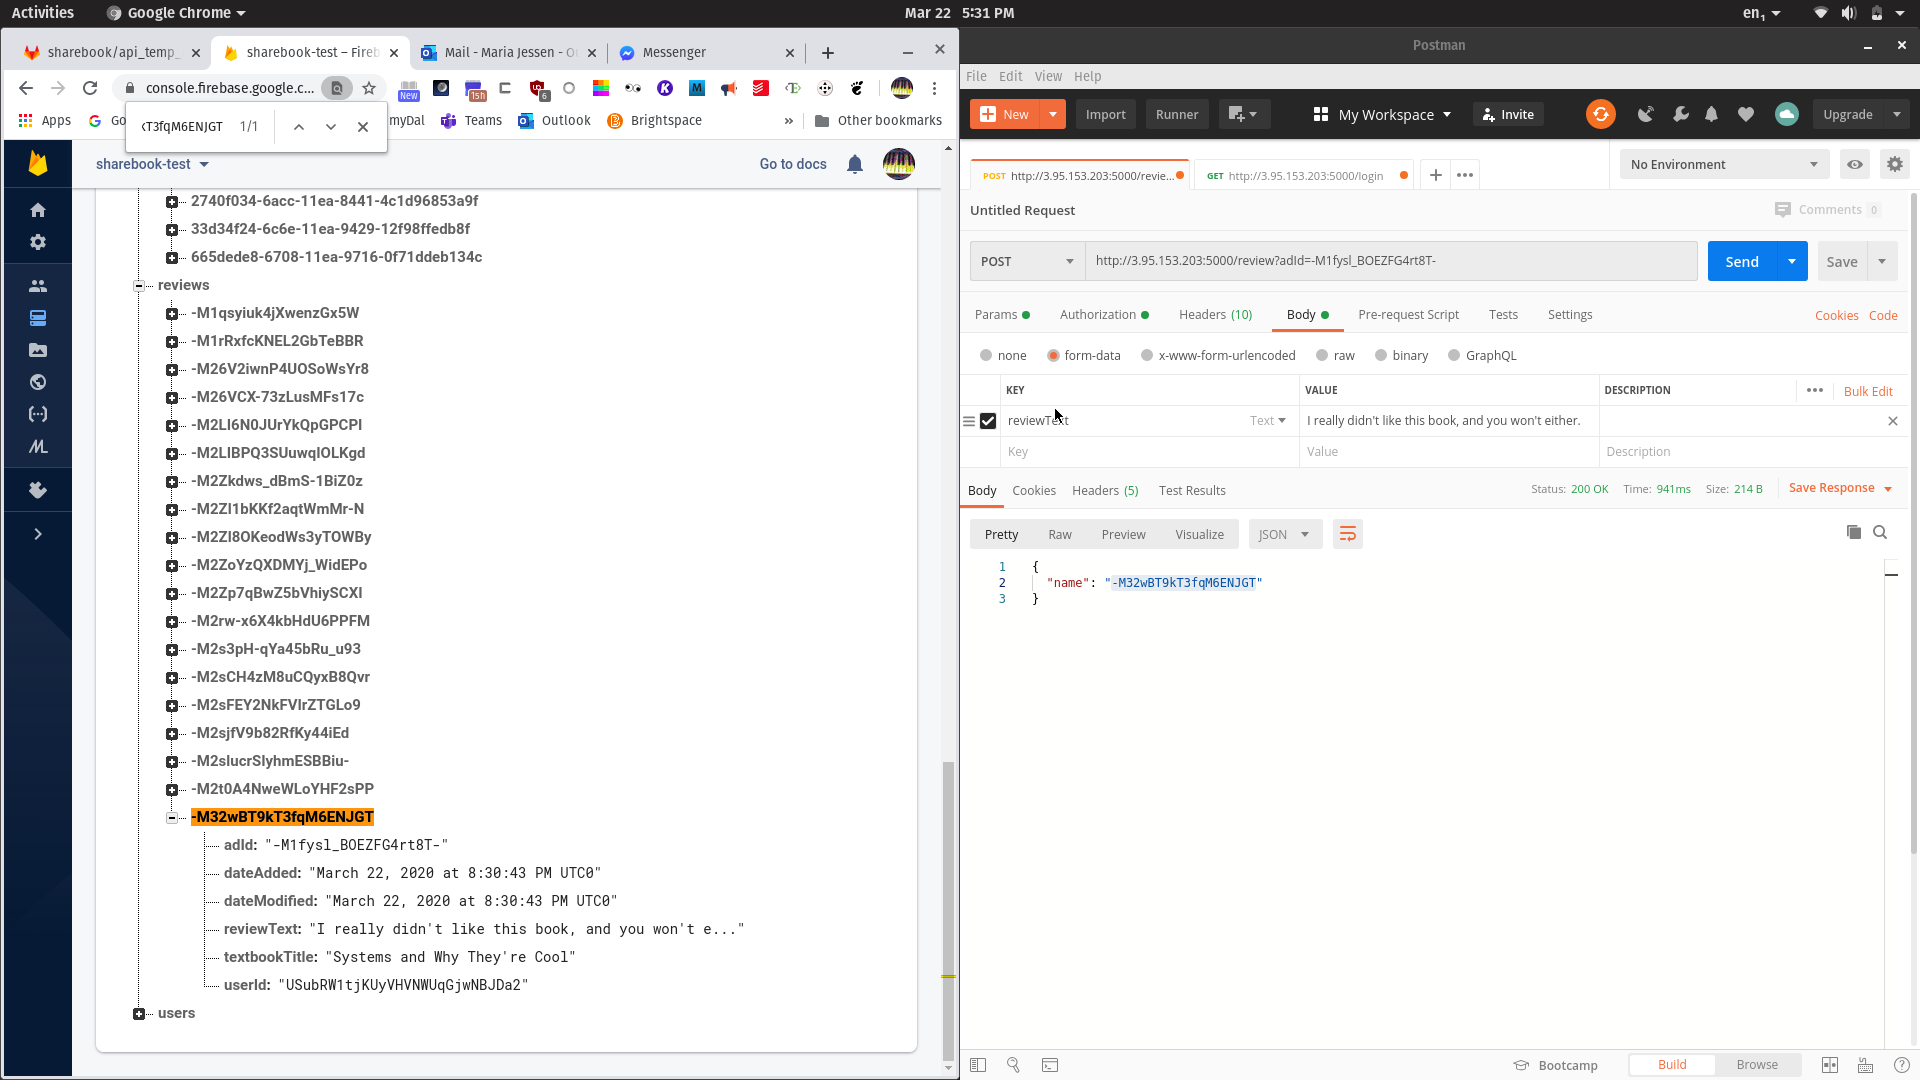 Activities
Google Chrome
Mar 22 5:31 PM
en1
sharebook/api_temp_
sharebook-test – Fireb
Mail - Maria Jessen - O
Messenger
console.firebase.google.c...
New
15h
6
Apps
Go
myDal
Teams
Outlook
Brightspace
Other bookmarks
T3fqM6ENJGT 1/1
sharebook-test
Go to docs
2740f034-6acc-11ea-8441-4c1d96853a9f
33d34f24-6c6e-11ea-9429-12f98ffedb8f
665dede8-6708-11ea-9716-0f71ddeb134c
reviews
-M1qsyiuk4jXwenzGx5W
-M1rRxfcKNEL2GbTeBBR
-M26V2iwnP4UOSoWsYr8
-M26VCX-73zLusMFs17c
-M2LI6N0JUrYkQpGPCPI
-M2LIBPQ3SUuwqIOLKgd
-M2Zkdws_dBmS-1BiZ0z
-M2ZI1bKKf2aqtWmMr-N
-M2ZI8OKeodWs3yTOWBy
-M2ZoYzQXDMYj_WidEPo
-M2Zp7qBwZ5bVhiySCXI
-M2rw-x6X4kbHdU6PPFM
-M2s3pH-qYa45bRu_u93
-M2sCH4zM8uCQyxB8Qvr
-M2sFEY2NkFVIrZTGLo9
-M2sjfV9b82RfKy44iEd
-M2slucrSIyhmESBBiu-
-M2t0A4NweWLoYHF2sPP
-M32wBT9kT3fqM6ENJGT
adId: "-M1fysl_BOEZFG4rt8T-"
dateAdded: "March 22, 2020 at 8:30:43 PM UTC0"
dateModified: "March 22, 2020 at 8:30:43 PM UTC0"
reviewText: "I really didn't like this book, and you won't e..."
textbookTitle: "Systems and Why They're Cool"
userId: "USubRW1tjKUyVHVNWUqGjwNBJDa2"
users
Postman
File Edit View Help
New
Import
Runner
My Workspace
Invite
Upgrade
POST http://3.95.153.203:5000/revie...
GET http://3.95.153.203:5000/login
No Environment
Untitled Request
Comments 0
POST
http://3.95.153.203:5000/review?adId=-M1fysl_BOEZFG4rt8T-
Send
Save
Params
Authorization
Headers (10)
Body
Pre-request Script
Tests
Settings
Cookies Code
none
form-data
x-www-form-urlencoded
raw
binary
GraphQL
KEY VALUE DESCRIPTION
Bulk Edit
reviewText Text I really didn't like this book, and you won't either.
Key Value Description
Body Cookies Headers (5) Test Results
Status: 200 OK Time: 941ms Size: 214 B Save Response
Pretty Raw Preview Visualize JSON
1 {
2 "name": "-M32wBT9kT3fqM6ENJGT"
3 }
Bootcamp
Build
Browse